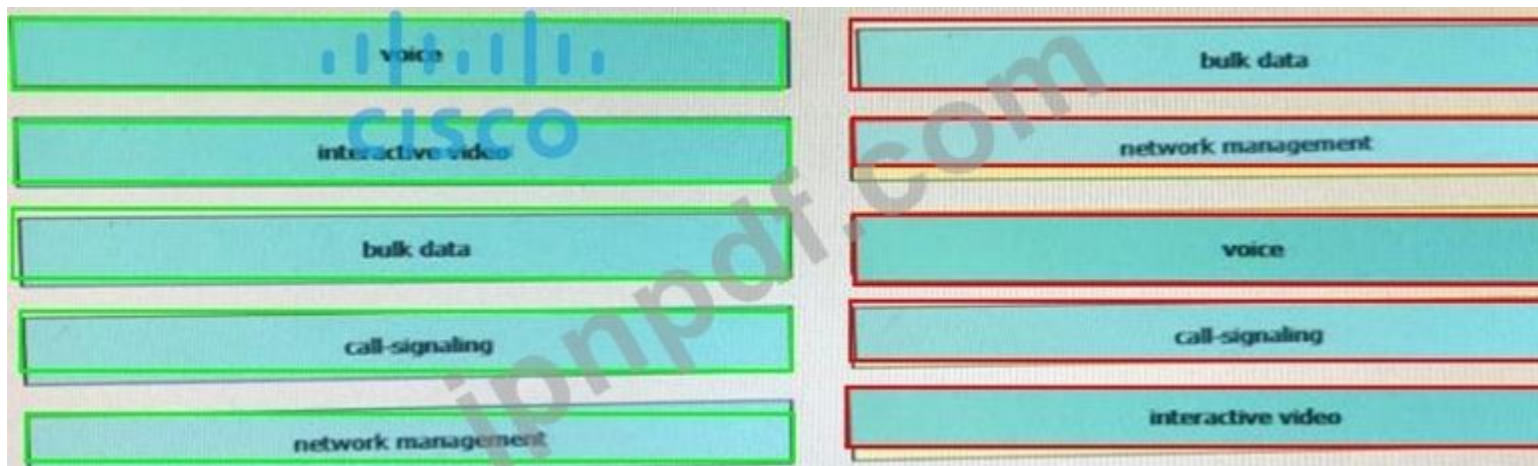 voice
CISCO
interactive video
bulk data
call-signaling
network management
bulk data
network management
voice
call-signaling
interactive video
jpnpdf.com